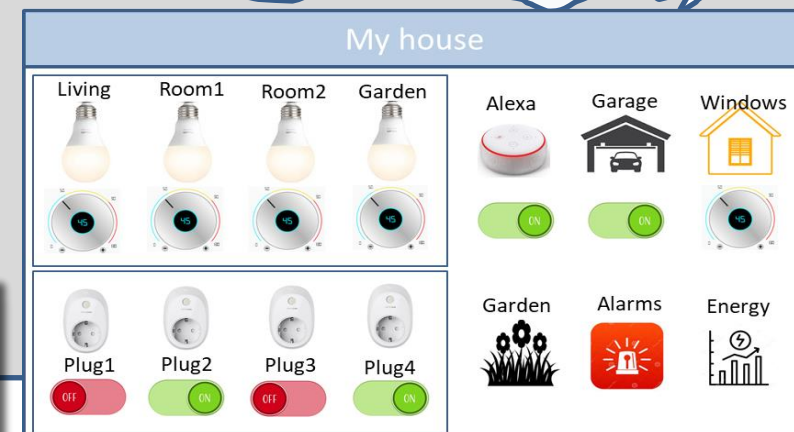 My house
Living Room1 Room2 Garden
45 45 45 45
Alexa Garage Windows
ON ON 45
Plug1 Plug2 Plug3 Plug4
OFF ON OFF ON
Garden Alarms Energy